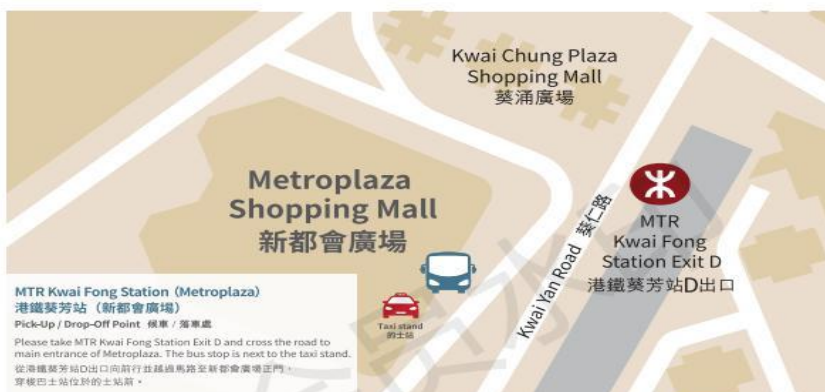 Kwai Chung Plaza
Shopping Mall
葵涌廣場
Metroplaza
Shopping Mall
新都會廣場
Kwai Yan Road 葵仁路
MTR
Kwai Fong
Station Exit D
港鐵葵芳站D出口
Taxi stand
的士站
MTR Kwai Fong Station (Metroplaza)
港鐵葵芳站（新都會廣場）
Pick-Up / Drop-Off Point 候車 / 落車處
Please take MTR Kwai Fong Station Exit D and cross the road to
main entrance of Metroplaza. The bus stop is next to the taxi stand.
從港鐵葵芳站D出口向前行並越過馬路至新都會廣場正門，
穿梭巴士站位於的士站前。